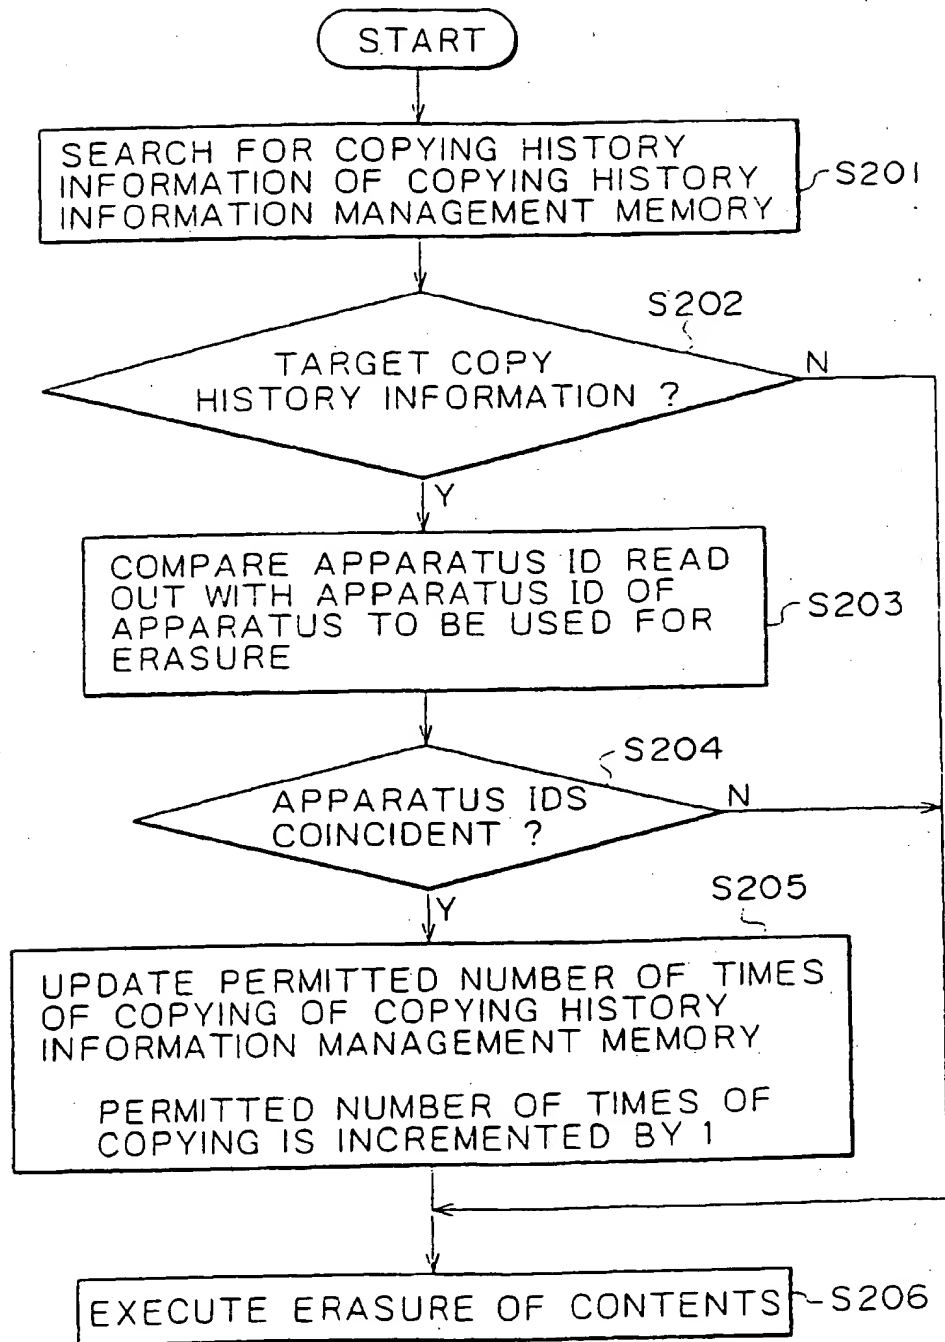 START
SEARCH FOR COPYING HISTORY
INFORMATION OF COPYING HISTORY
INFORMATION MANAGEMENT MEMORY
S201
S202
TARGET COPY
HISTORY INFORMATION ?
N
Y
COMPARE APPARATUS ID READ
OUT WITH APPARATUS ID OF
APPARATUS TO BE USED FOR
ERASURE
S203
S204
APPARATUS IDS
COINCIDENT ?
N
Y
S205
UPDATE PERMITTED NUMBER OF TIMES
OF COPYING OF COPYING HISTORY
INFORMATION MANAGEMENT MEMORY
PERMITTED NUMBER OF TIMES OF
COPYING IS INCREMENTED BY 1
EXECUTE ERASURE OF CONTENTS
S206